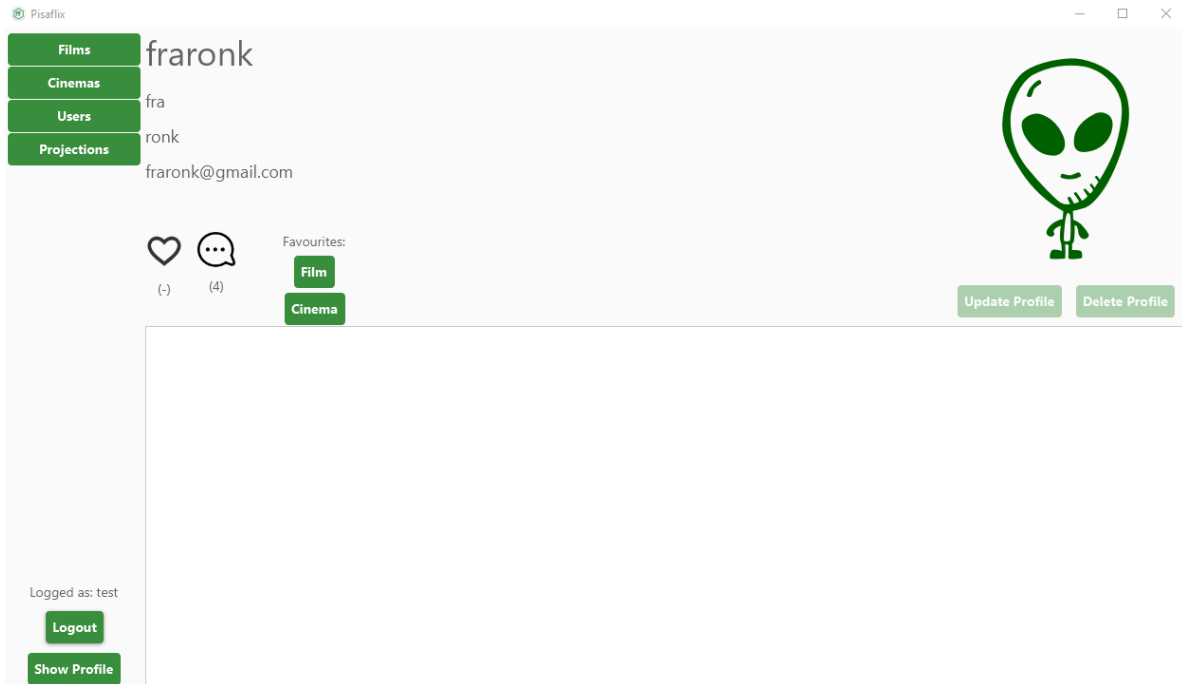 Pisaflix
Films
Cinemas
Users
Projections
fraronk
fra
ronk
fraronk@gmail.com
(-)
(4)
Favourites:
Film
Cinema
Update Profile
Delete Profile
Logged as: test
Logout
Show Profile